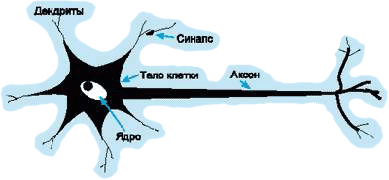 Дендриты
Синапс
Тело клетки
Аксон
Ядро